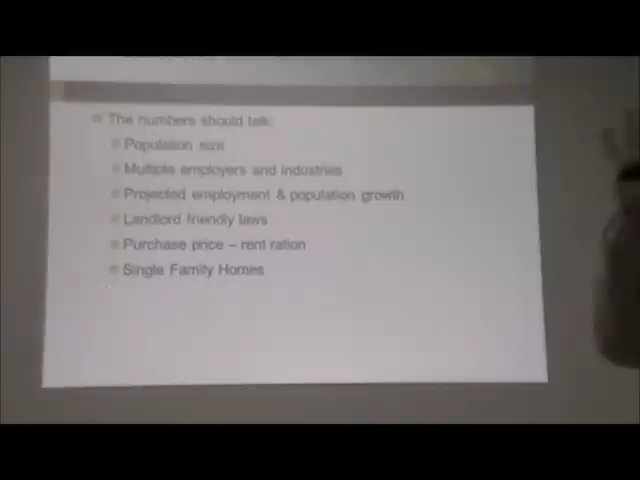 The numbers should talk:
Population size
Multiple employers and industries
Projected employment & population growth
Landlord friendly laws
Purchase price – rent ration
Single Family Homes